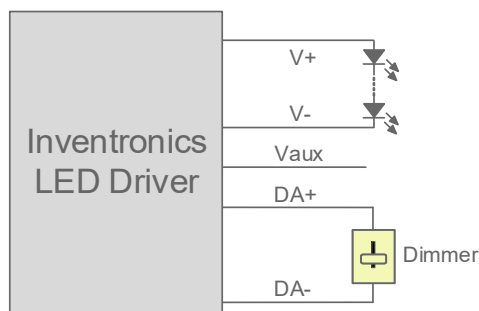 Inventronics
LED Driver
V+
V-
Vaux
DA+
Dimmer
DA-